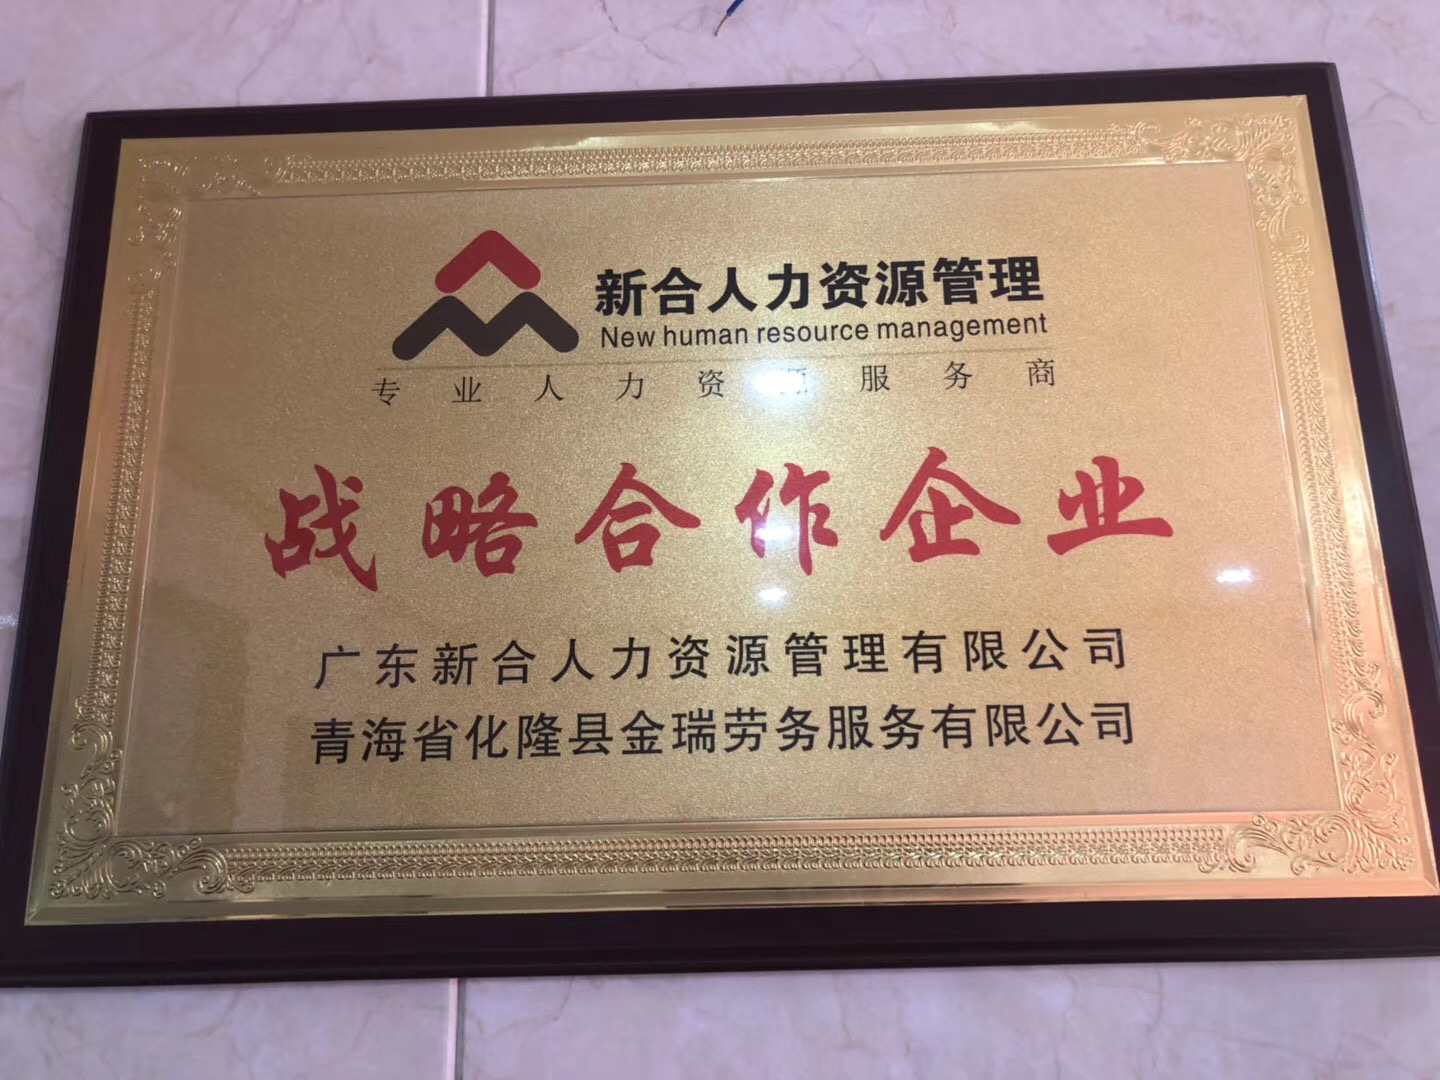 新合人力资源管理
New human resource management
专业人力资源服务商
战略合作企业
广东新合人力资源管理有限公司
青海省化隆县金瑞劳务服务有限公司